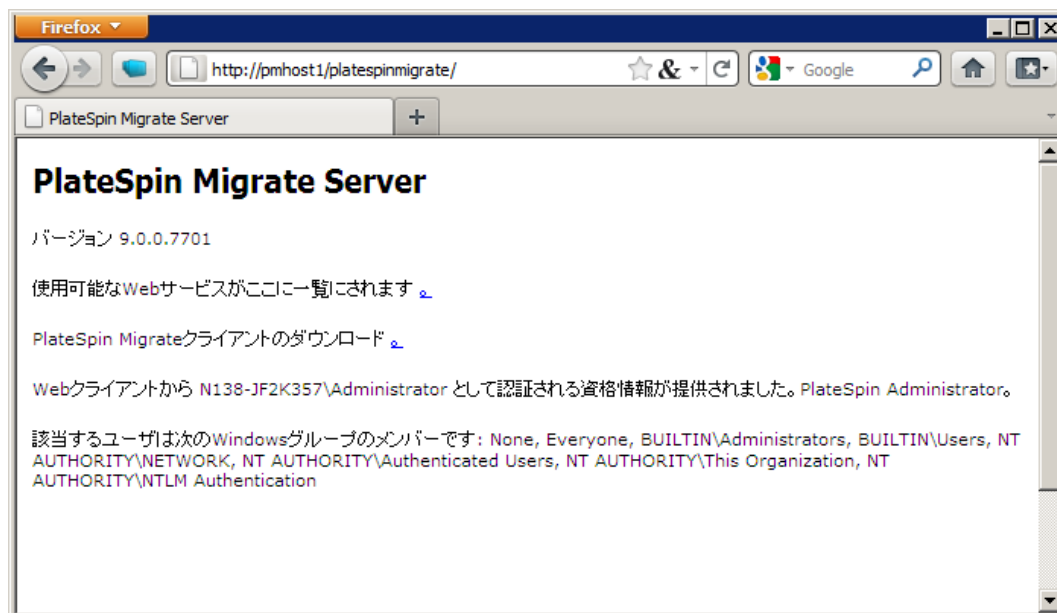 Firefox
http://pmhost1/platespinmigrate/
Google
PlateSpin Migrate Server
PlateSpin Migrate Server
バージョン 9.0.0.7701
使用可能なWebサービスがここに一覧にされます 。
PlateSpin Migrateクライアントのダウンロード 。
Webクライアントから N138-JF2K357\Administrator として認証される資格情報が提供されました。PlateSpin Administrator。
該当するユーザは次のWindowsグループのメンバーです: None, Everyone, BUILTIN\Administrators, BUILTIN\Users, NT
AUTHORITY\NETWORK, NT AUTHORITY\Authenticated Users, NT AUTHORITY\This Organization, NT
AUTHORITY\NTLM Authentication